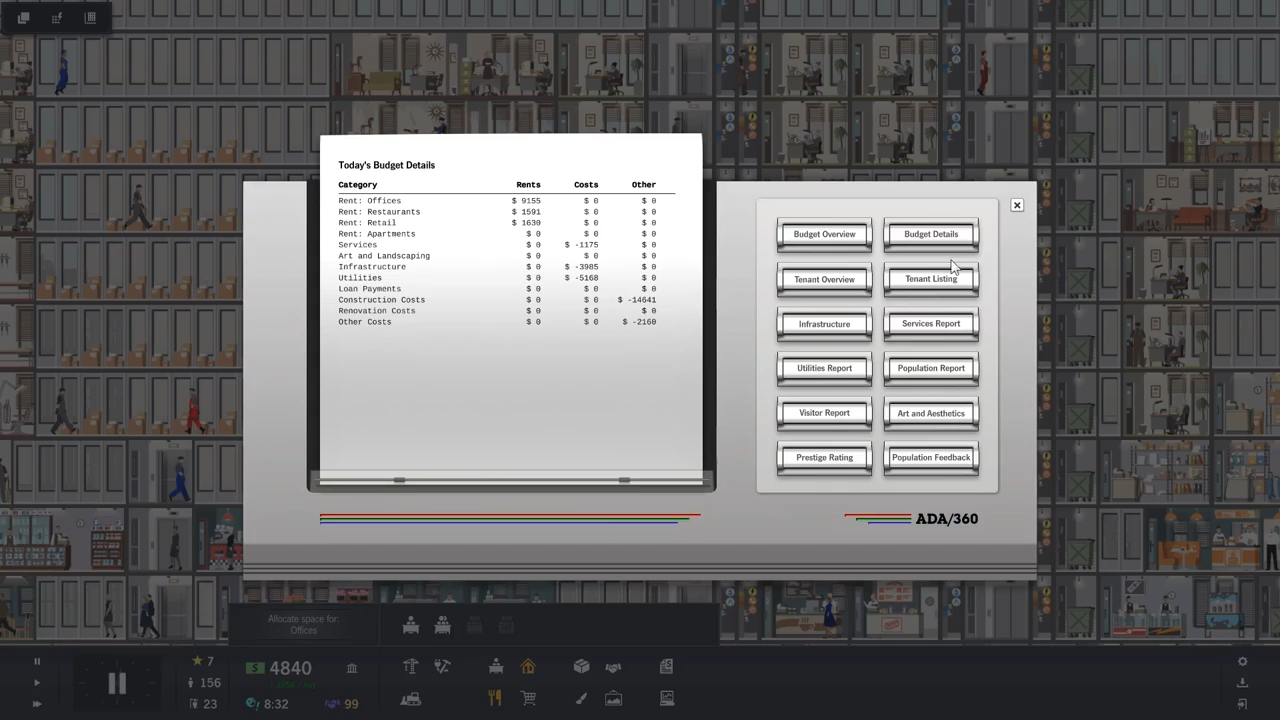 Today's Budget Details
Category Rents Costs Other
Rent: Offices $ 9155 $ 0 $ 0
Rent: Restaurants $ 1591 $ 0 $ 0
Rent: Retail $ 1630 $ 0 $ 0
Rent: Apartments $ 0 $ 0 $ 0
Services $ 0 $ -1175 $ 0
Art and Landscaping $ 0 $ 0 $ 0
Infrastructure $ 0 $ -3985 $ 0
Utilities $ 0 $ -5168 $ 0
Loan Payments $ 0 $ 0 $ 0
Construction Costs $ 0 $ 0 $ -14641
Renovation Costs $ 0 $ 0 $ 0
Other Costs $ 0 $ 0 $ -2160
Budget Overview Budget Details
Tenant Overview Tenant Listing
Infrastructure Services Report
Utilities Report Population Report
Visitor Report Art and Aesthetics
Prestige Rating Population Feedback
ADA/360
Allocate space for:
Offices
7
156
23
$ 4840
8:32 99